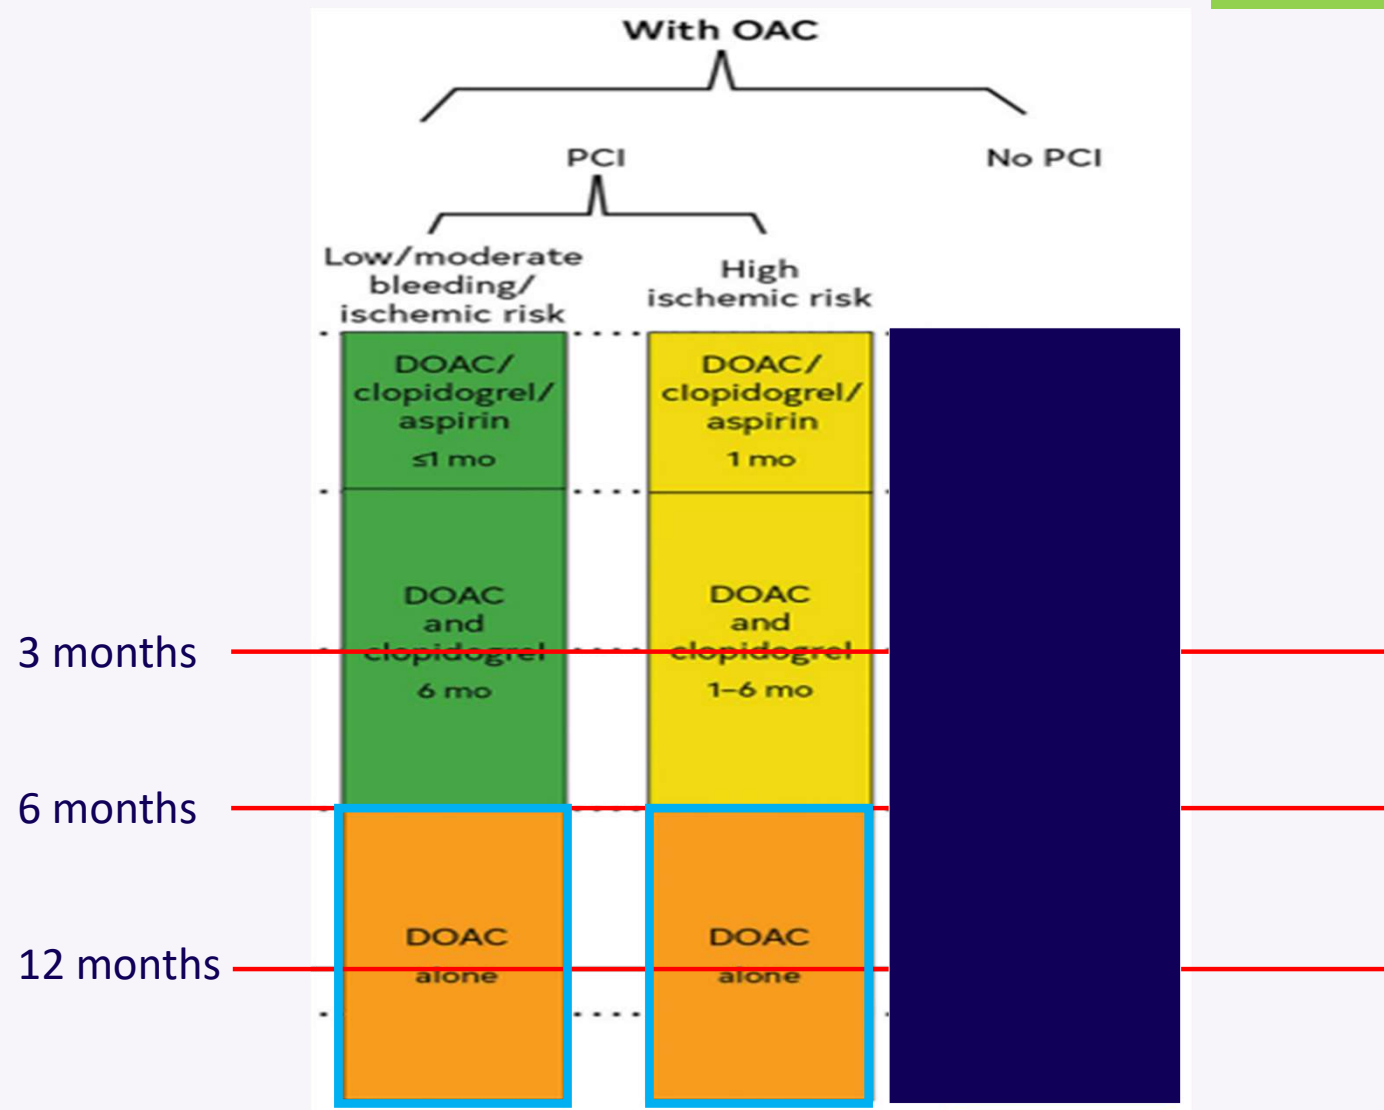 With OAC
PCI
No PCI
Low/moderate
bleeding/
ischemic risk
High
ischemic risk
DOAC/
clopidogrel/
aspirin
≤1 mo
DOAC/
clopidogrel/
aspirin
1 mo
DOAC
and
clopidogrel
6 mo
DOAC
and
clopidogrel
1–6 mo
3 months
6 months
DOAC
alone
DOAC
alone
12 months